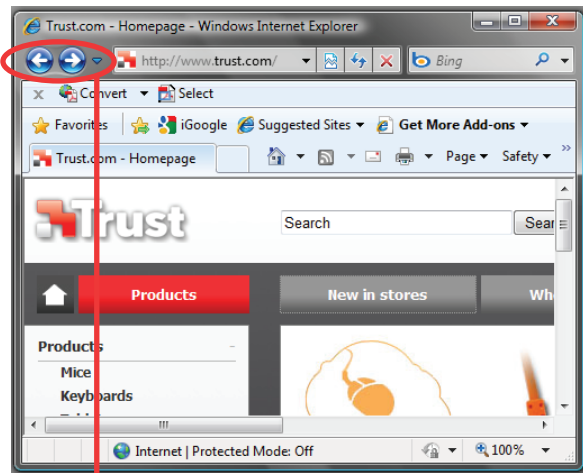 Trust.com - Homepage - Windows Internet Explorer
http://www.trust.com/ Bing
x Convert Select
Favorites iGoogle Suggested Sites Get More Add-ons
Trust.com - Homepage Page Safety »
Trust Search Sear
Products New in stores Wh
Products -
Mice
Keyboards
Internet | Protected Mode: Off 100%